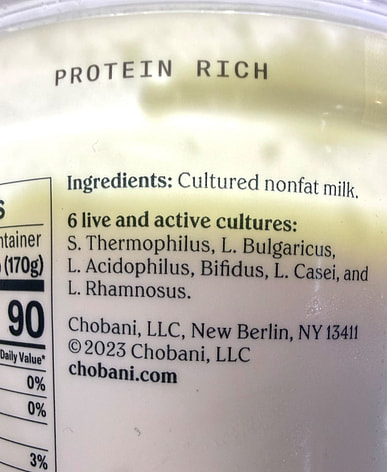 PROTEIN RICH
Ingredients: Cultured nonfat milk.
6 live and active cultures:
S. Thermophilus, L. Bulgaricus,
L. Acidophilus, Bifidus, L. Casei, and
L. Rhamnosus.
Chobani, LLC, New Berlin, NY 13411
©2023 Chobani, LLC
chobani.com
S
ntainer
(170g)
90
Daily Value*
0%
0%
3%